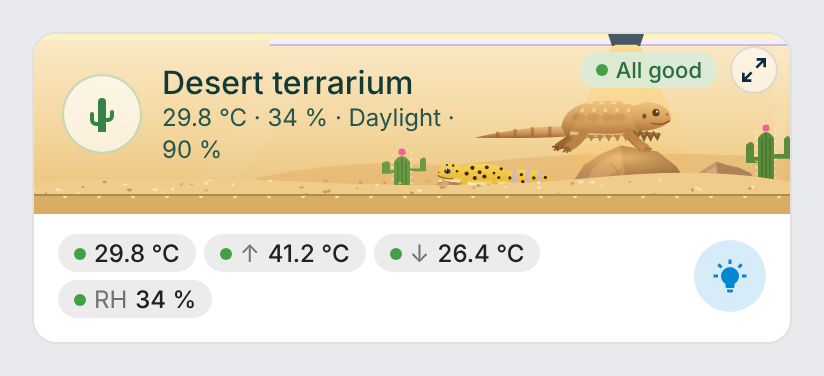 Desert terrarium
All good
29.8 °C · 34 % · Daylight ·
90 %
29.8 °C
↑ 41.2 °C
↓ 26.4 °C
RH 34 %